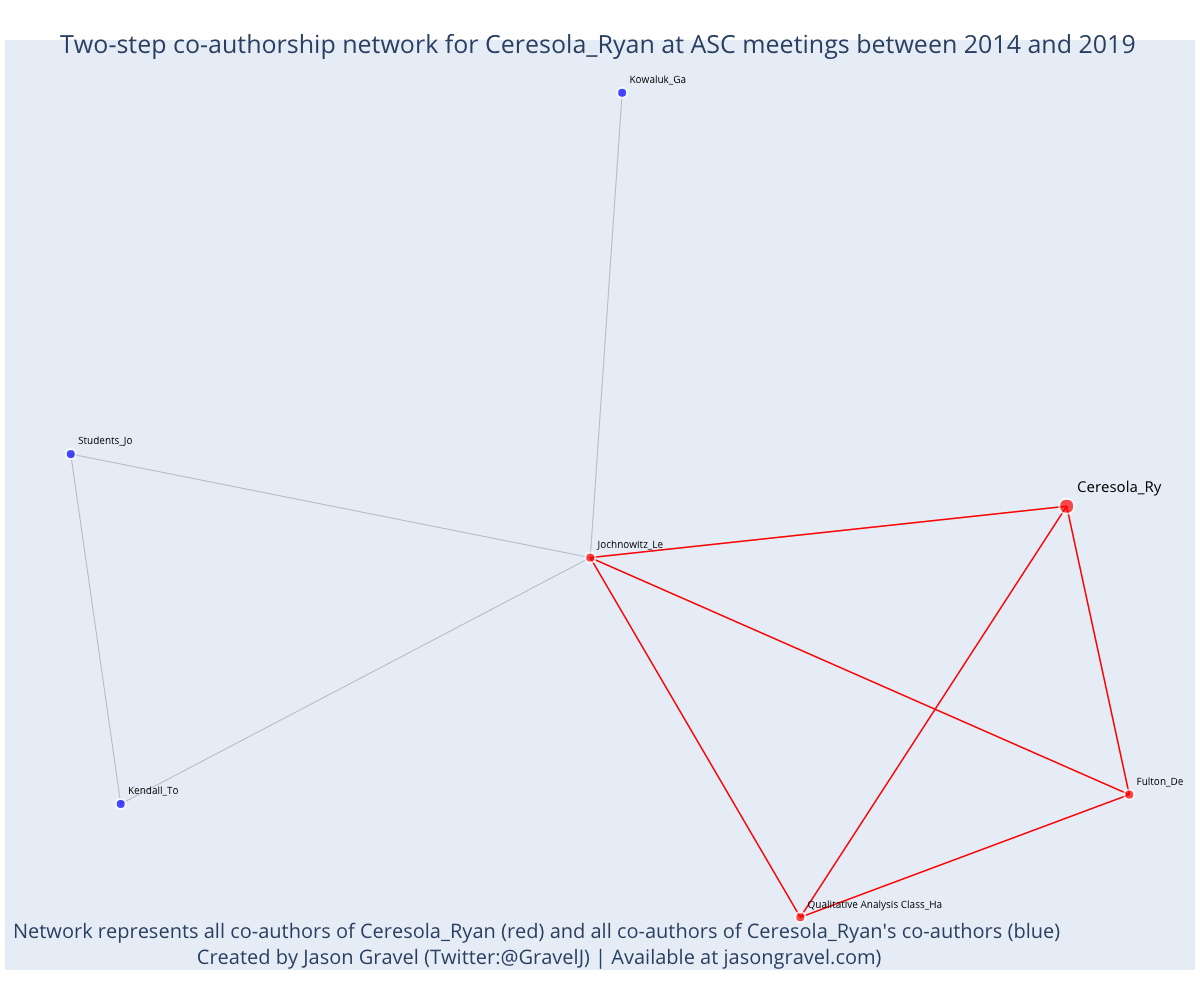 Two-step co-authorship network for Ceresola_Ryan at ASC meetings between 2014 and 2019
Kowaluk_Ga
Students_Jo
Ceresola_Ry
Jochnowitz_Le
Fulton_De
Kendall_To
Qualitative Analysis Class_Ha
Network represents all co-authors of Ceresola_Ryan (red) and all co-authors of Ceresola_Ryan's co-authors (blue)
Created by Jason Gravel (Twitter:@GravelJ) | Available at jasongravel.com)